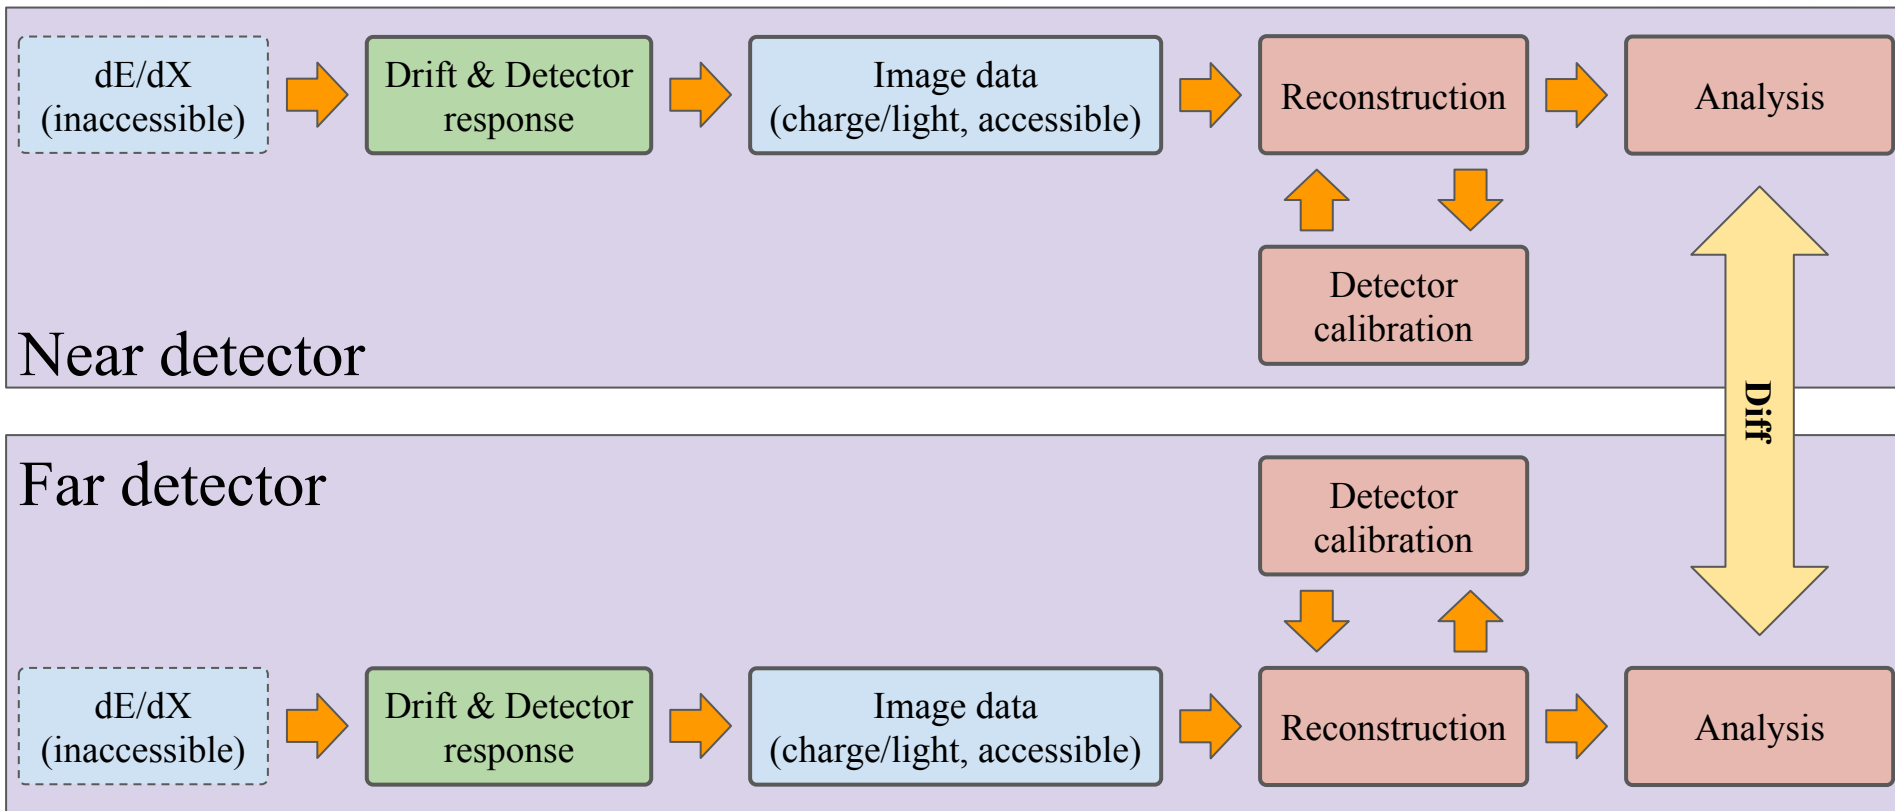 dE/dX
(inaccessible)
Drift & Detector
response
Image data
(charge/light, accessible)
Reconstruction
Analysis
Detector
calibration
Near detector
Diff
Far detector
Detector
calibration
dE/dX
(inaccessible)
Drift & Detector
response
Image data
(charge/light, accessible)
Reconstruction
Analysis